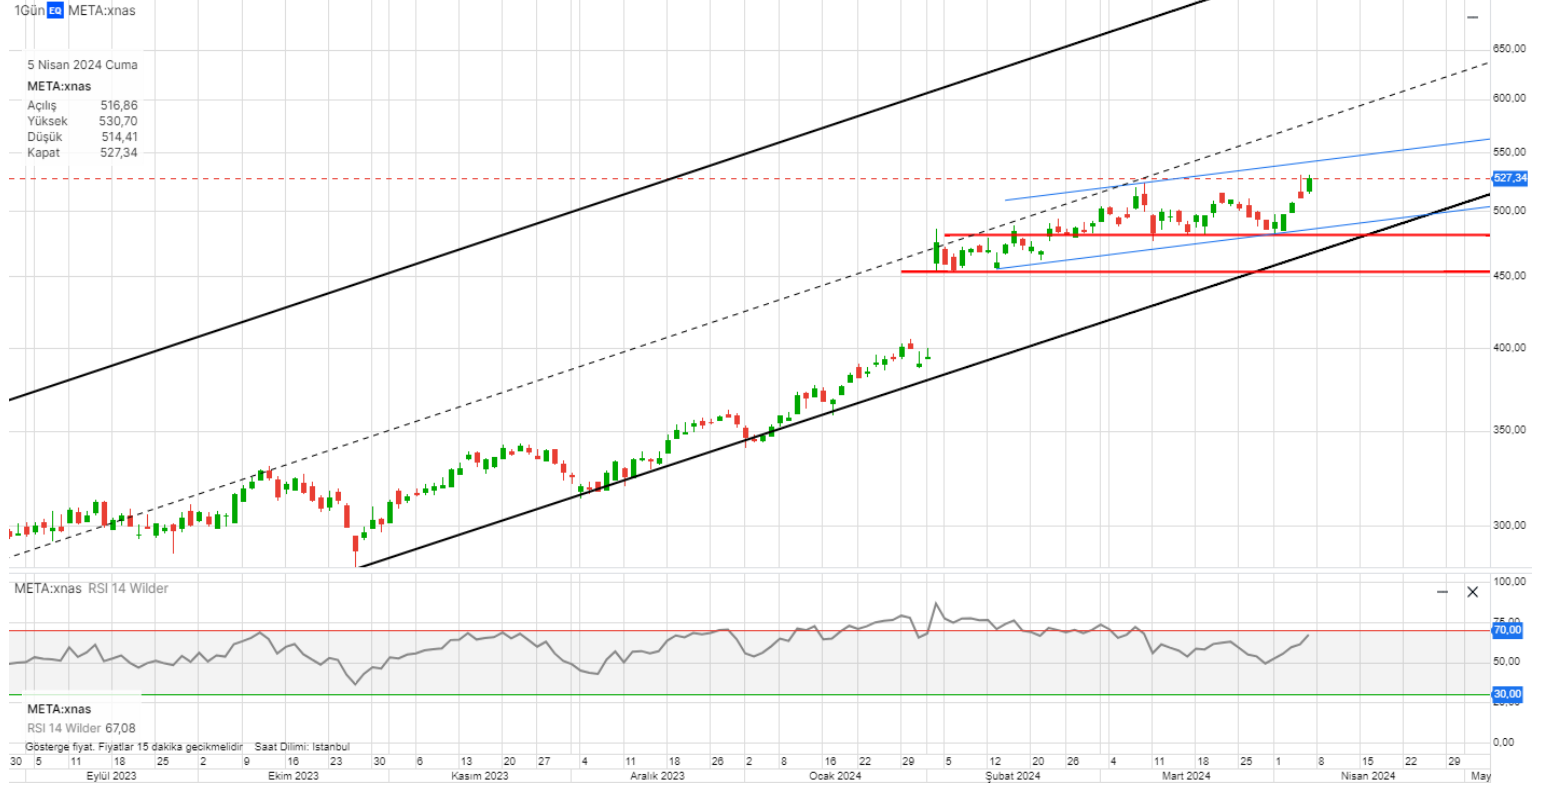 1Gün EQ META:xnas
5 Nisan 2024 Cuma
META:xnas
Açılış 516,86
Yüksek 530,70
Düşük 514,41
Kapat 527,34
650,00
600,00
550,00
527,34
500,00
450,00
400,00
350,00
300,00
META:xnas RSI 14 Wilder
100,00
75,00
70,00
50,00
30,00
25,00
0,00
META:xnas
RSI 14 Wilder 67,08
Gösterge fiyat. Fiyatlar 15 dakika gecikmelidir Saat Dilimi: Istanbul
30 5 11 18 25 2 9 16 23 30 6 13 20 27 4 11 18 26 2 8 16 22 29 5 12 20 26 4 11 18 25 1 8 15 22 29
Eylül 2023 Ekim 2023 Kasım 2023 Aralık 2023 Ocak 2024 Şubat 2024 Mart 2024 Nisan 2024 May